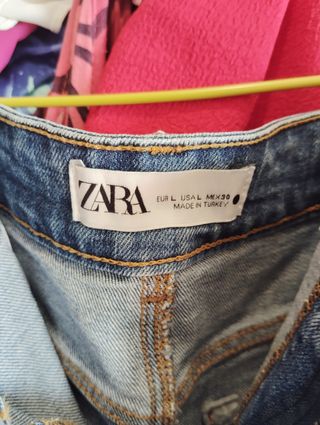 ZARA
EUR L USA L MEX 30
MADE IN TURKEY